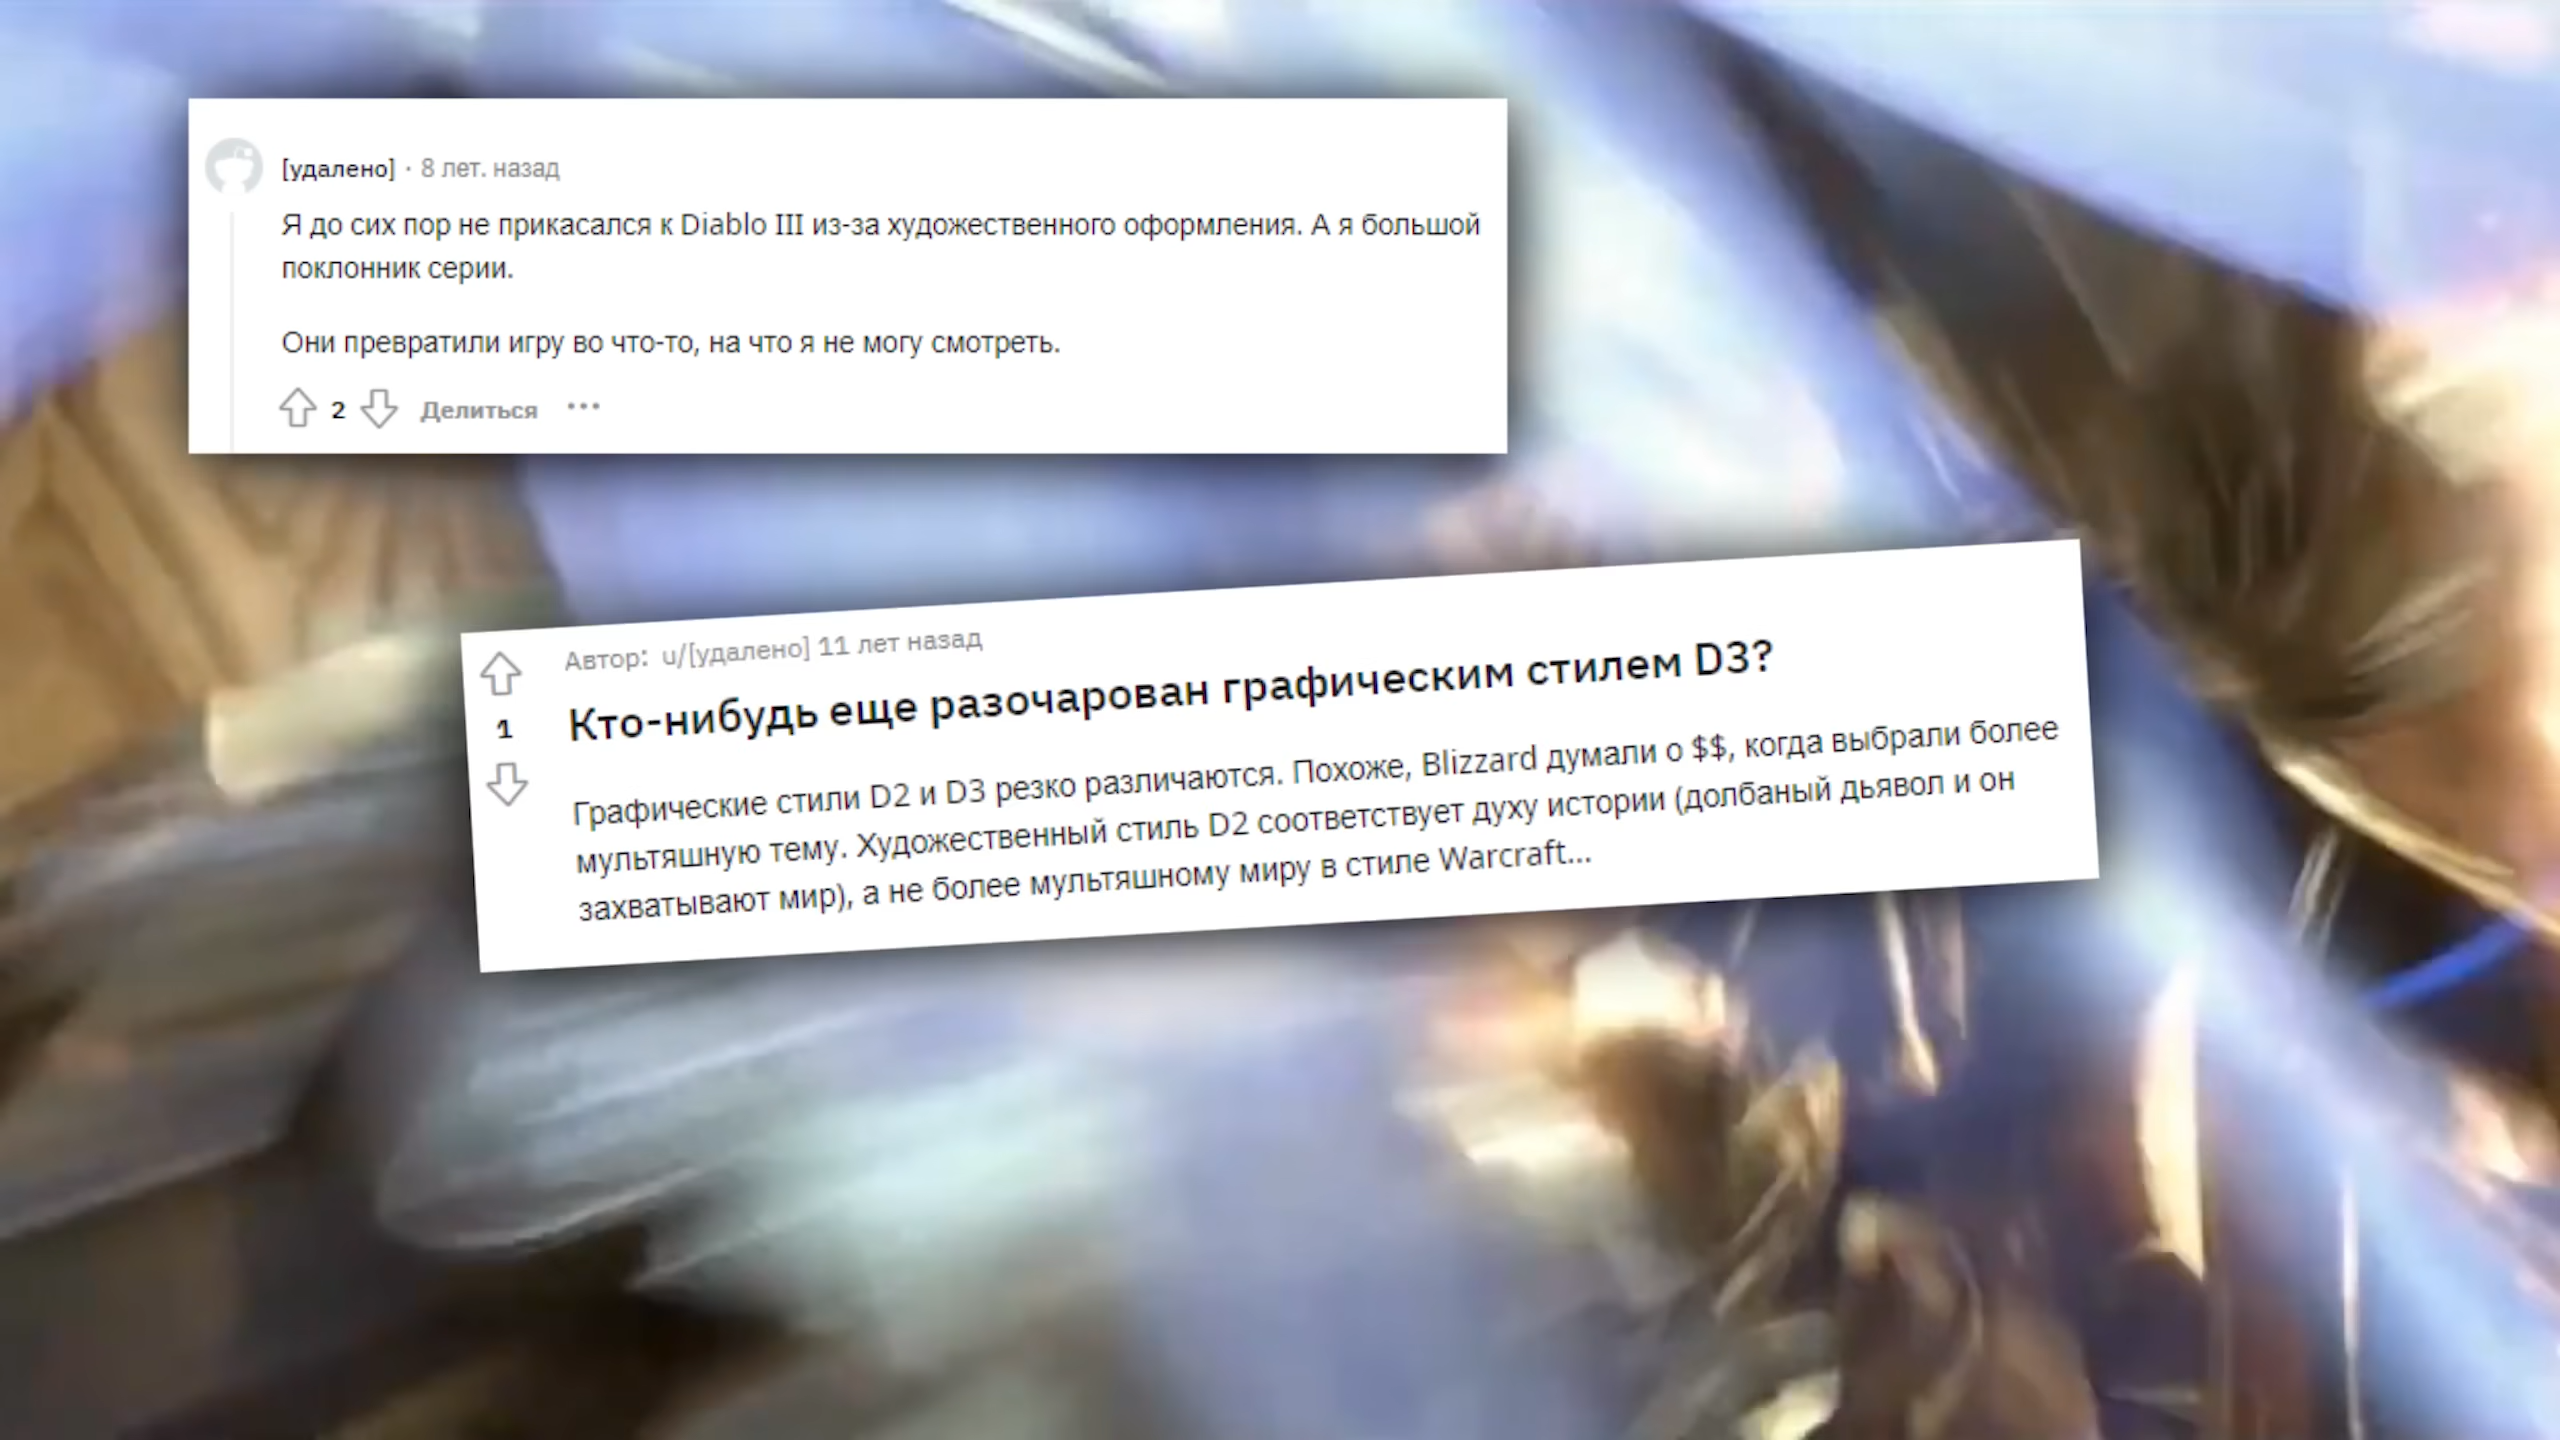 [удалено] · 8 лет. назад
Я до сих пор не прикасался к Diablo III из-за художественного оформления. А я большой
поклонник серии.
Они превратили игру во что-то, на что я не могу смотреть.
2 Делиться ···
Автор: u/[удалено] 11 лет назад
1
Кто-нибудь еще разочарован графическим стилем D3?
Графические стили D2 и D3 резко различаются. Похоже, Blizzard думали о $$, когда выбрали более
мультяшную тему. Художественный стиль D2 соответствует духу истории (долбаный дьявол и он
захватывают мир), а не более мультяшному миру в стиле Warcraft...